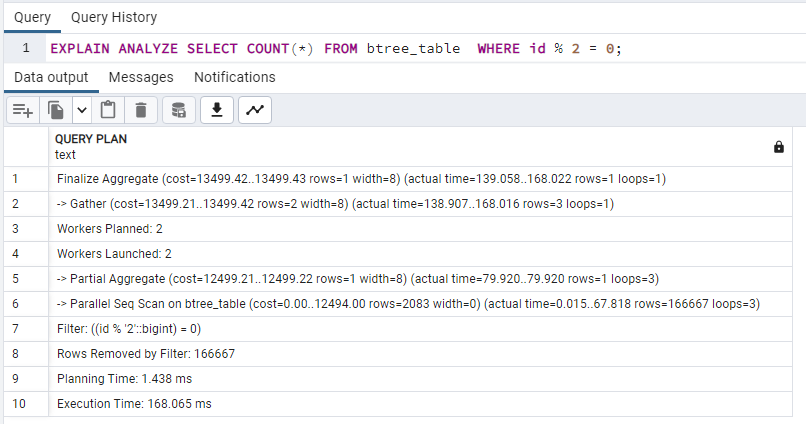 Query Query History
1 EXPLAIN ANALYZE SELECT COUNT(*) FROM btree_table  WHERE id % 2 = 0;
Data output Messages Notifications
QUERY PLAN
text
1 Finalize Aggregate (cost=13499.42..13499.43 rows=1 width=8) (actual time=139.058..168.022 rows=1 loops=1)
2 -> Gather (cost=13499.21..13499.42 rows=2 width=8) (actual time=138.907..168.016 rows=3 loops=1)
3 Workers Planned: 2
4 Workers Launched: 2
5 -> Partial Aggregate (cost=12499.21..12499.22 rows=1 width=8) (actual time=79.920..79.920 rows=1 loops=3)
6 -> Parallel Seq Scan on btree_table (cost=0.00..12494.00 rows=2083 width=0) (actual time=0.015..67.818 rows=166667 loops=3)
7 Filter: ((id % '2'::bigint) = 0)
8 Rows Removed by Filter: 166667
9 Planning Time: 1.438 ms
10 Execution Time: 168.065 ms